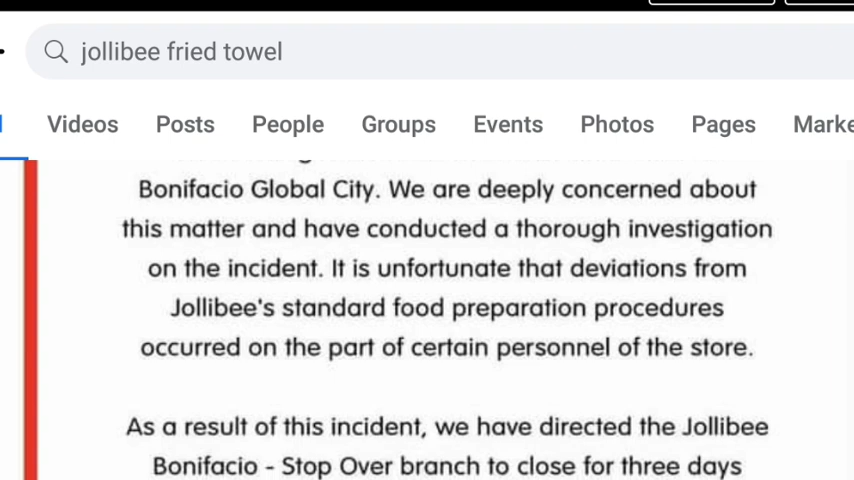 jollibee fried towel
Videos Posts People Groups Events Photos Pages Marke
Bonifacio Global City. We are deeply concerned about
this matter and have conducted a thorough investigation
on the incident. It is unfortunate that deviations from
Jollibee's standard food preparation procedures
occurred on the part of certain personnel of the store.
As a result of this incident, we have directed the Jollibee
Bonifacio - Stop Over branch to close for three days